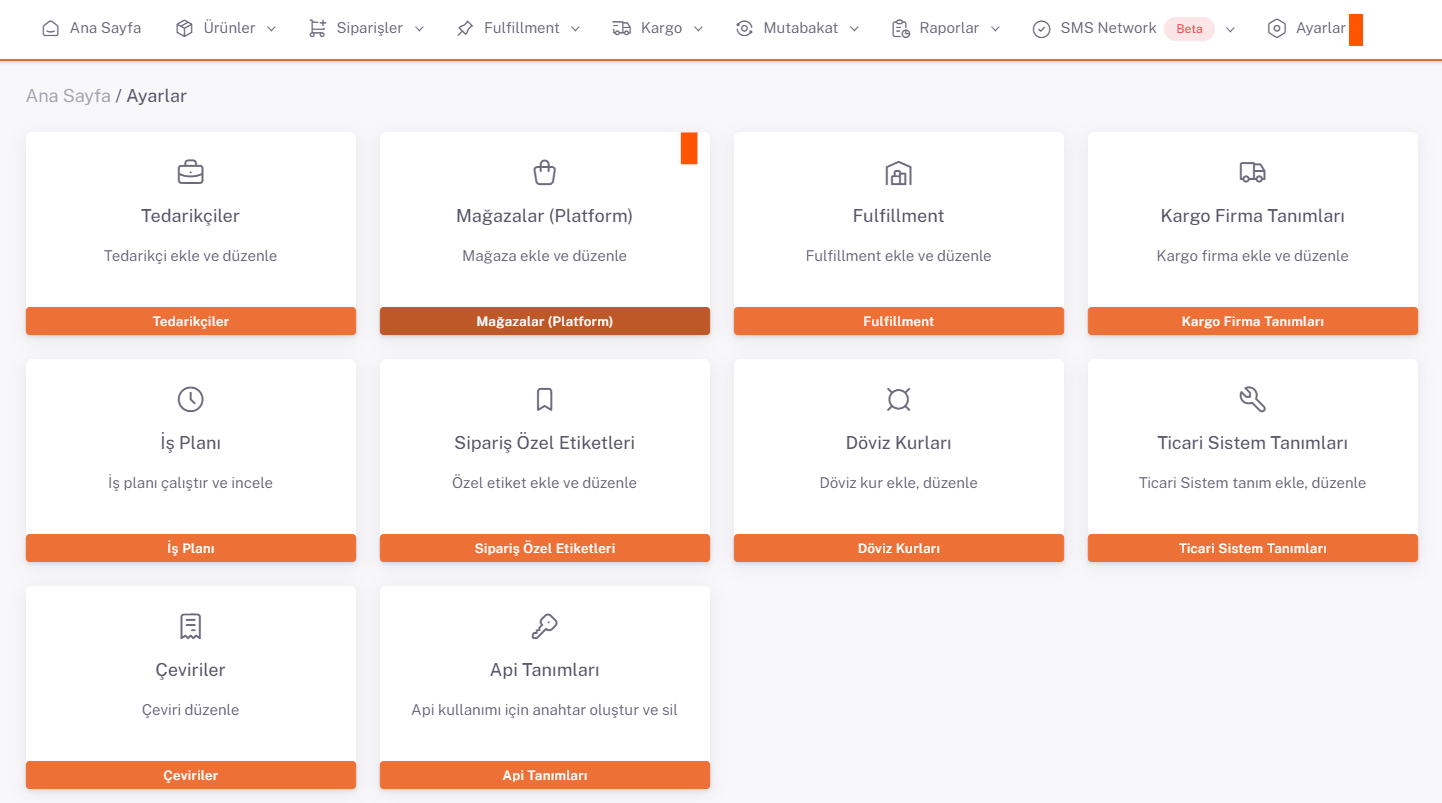 Ana Sayfa Ürünler Siparişler Fulfillment Kargo Mutabakat Raporlar SMS Network Beta Ayarlar
Ana Sayfa / Ayarlar
Tedarikçiler
Tedarikçi ekle ve düzenle
Tedarikçiler
Mağazalar (Platform)
Mağaza ekle ve düzenle
Mağazalar (Platform)
Fulfillment
Fulfillment ekle ve düzenle
Fulfillment
Kargo Firma Tanımları
Kargo firma ekle ve düzenle
Kargo Firma Tanımları
İş Planı
İş planı çalıştır ve incele
İş Planı
Sipariş Özel Etiketleri
Özel etiket ekle ve düzenle
Sipariş Özel Etiketleri
Döviz Kurları
Döviz kur ekle, düzenle
Döviz Kurları
Ticari Sistem Tanımları
Ticari Sistem tanım ekle, düzenle
Ticari Sistem Tanımları
Çeviriler
Çeviri düzenle
Çeviriler
Api Tanımları
Api kullanımı için anahtar oluştur ve sil
Api Tanımları